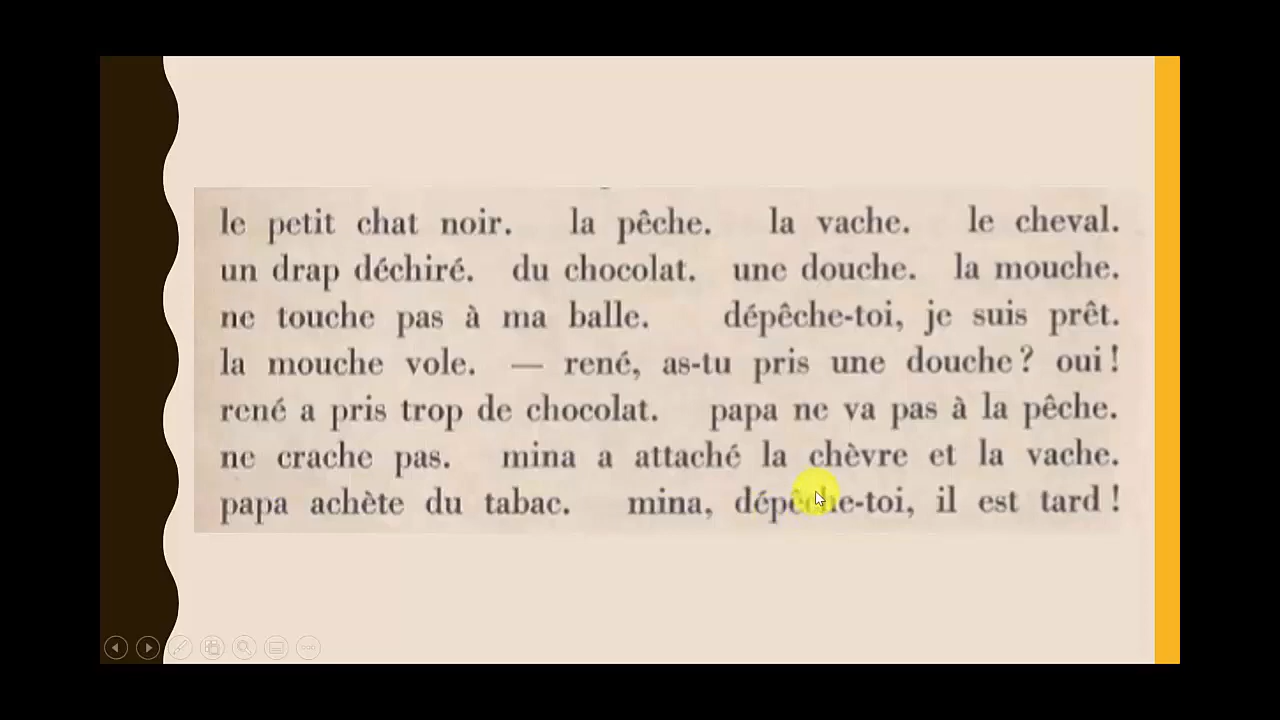 le petit chat noir. la pêche. la vache. le cheval.
un drap déchiré. du chocolat. une douche. la mouche.
ne touche pas à ma balle. dépêche-toi, je suis prêt.
la mouche vole. — rené, as-tu pris une douche ? oui !
rené a pris trop de chocolat. papa ne va pas à la pêche.
ne crache pas. mina a attaché la chèvre et la vache.
papa achète du tabac. mina, dépêche-toi, il est tard !